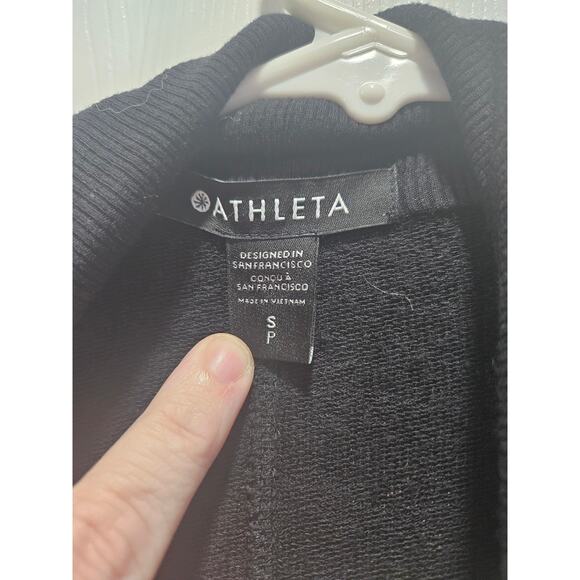 ATHLETA
DESIGNED IN
SAN FRANCISCO
CONÇU À
SAN FRANCISCO
MADE IN VIETNAM
S
P